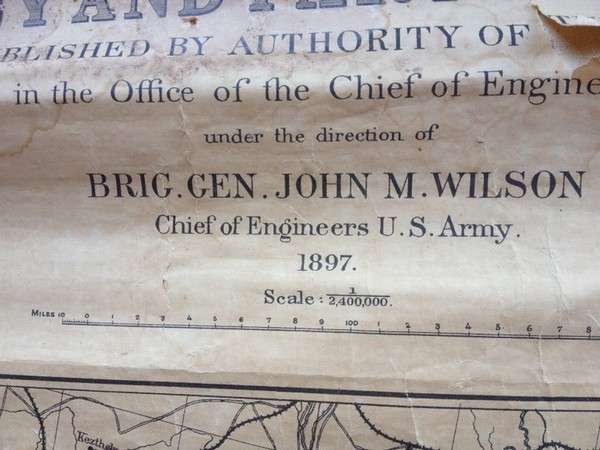 BLISHED BY AUTHORITY OF
in the Office of the Chief of Engine
under the direction of
BRIG. GEN. JOHN M. WILSON
Chief of Engineers U.S. Army.
1897.
Scale: 1/2,400,000.
MILES 10 0 1 2 3 4 5 6 7 8 9 100 1 2 3 4 5 6 7 8
Kezthe